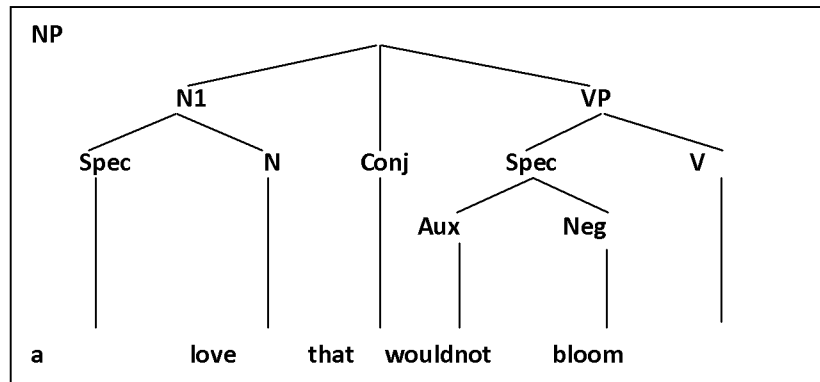 NP
N1 VP
Spec N Conj Spec V
Aux Neg
a love that wouldnot bloom